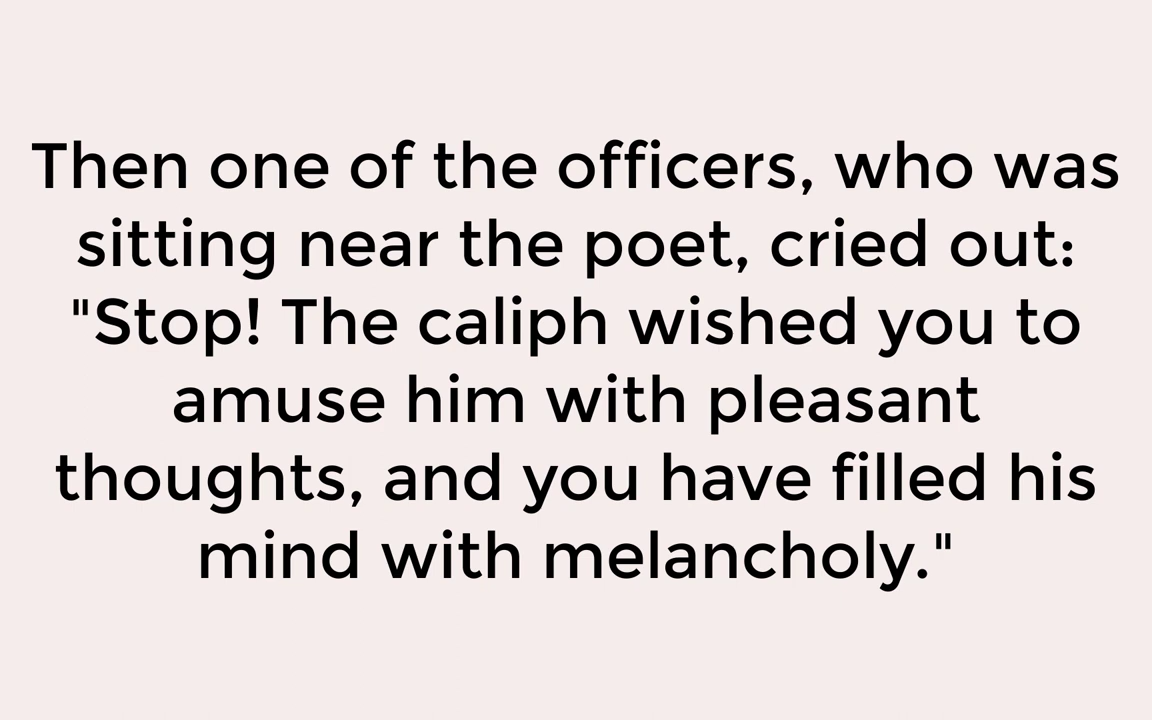 Then one of the officers, who was
sitting near the poet, cried out:
"Stop! The caliph wished you to
amuse him with pleasant
thoughts, and you have filled his
mind with melancholy."